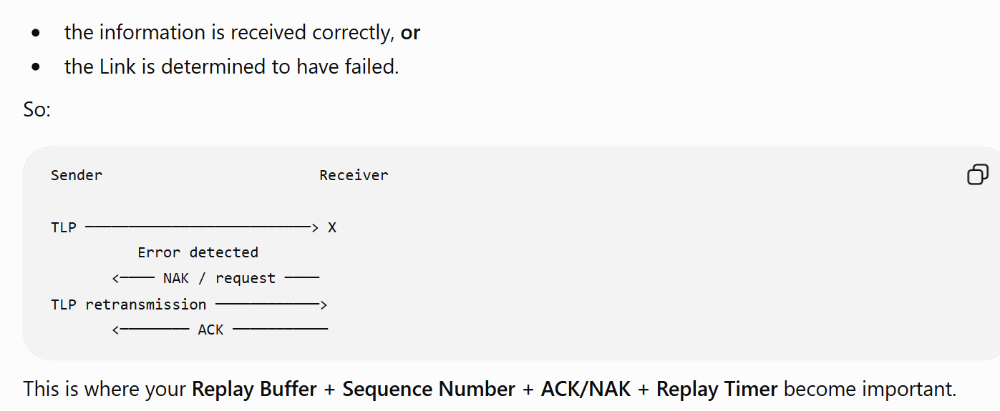 • the information is received correctly, or
• the Link is determined to have failed.
So:
Sender                         Receiver
TLP ──────────────────────────> X
          Error detected
       <──── NAK / request ────
TLP retransmission ────────────>
       <──────── ACK ───────────
This is where your Replay Buffer + Sequence Number + ACK/NAK + Replay Timer become important.